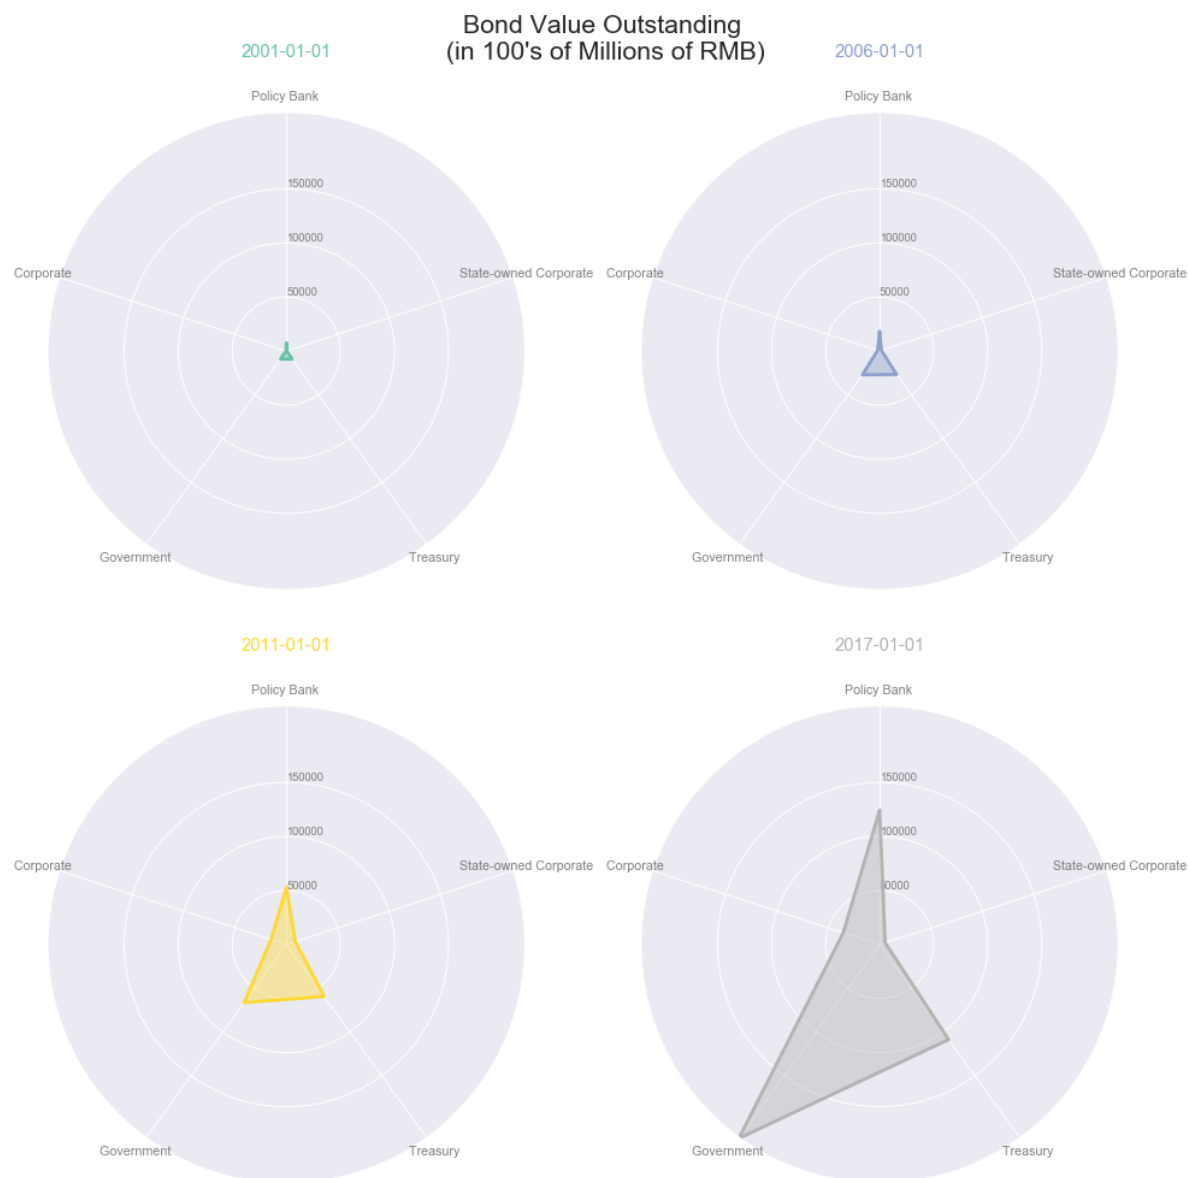 Bond Value Outstanding
(in 100's of Millions of RMB)
2001-01-01
Policy Bank
150000
100000
50000
Corporate
State-owned Corporate
Government
Treasury
2006-01-01
Policy Bank
150000
100000
50000
Corporate
State-owned Corporate
Government
Treasury
2011-01-01
Policy Bank
150000
100000
50000
Corporate
State-owned Corporate
Government
Treasury
2017-01-01
Policy Bank
150000
100000
50000
Corporate
State-owned Corporate
Government
Treasury